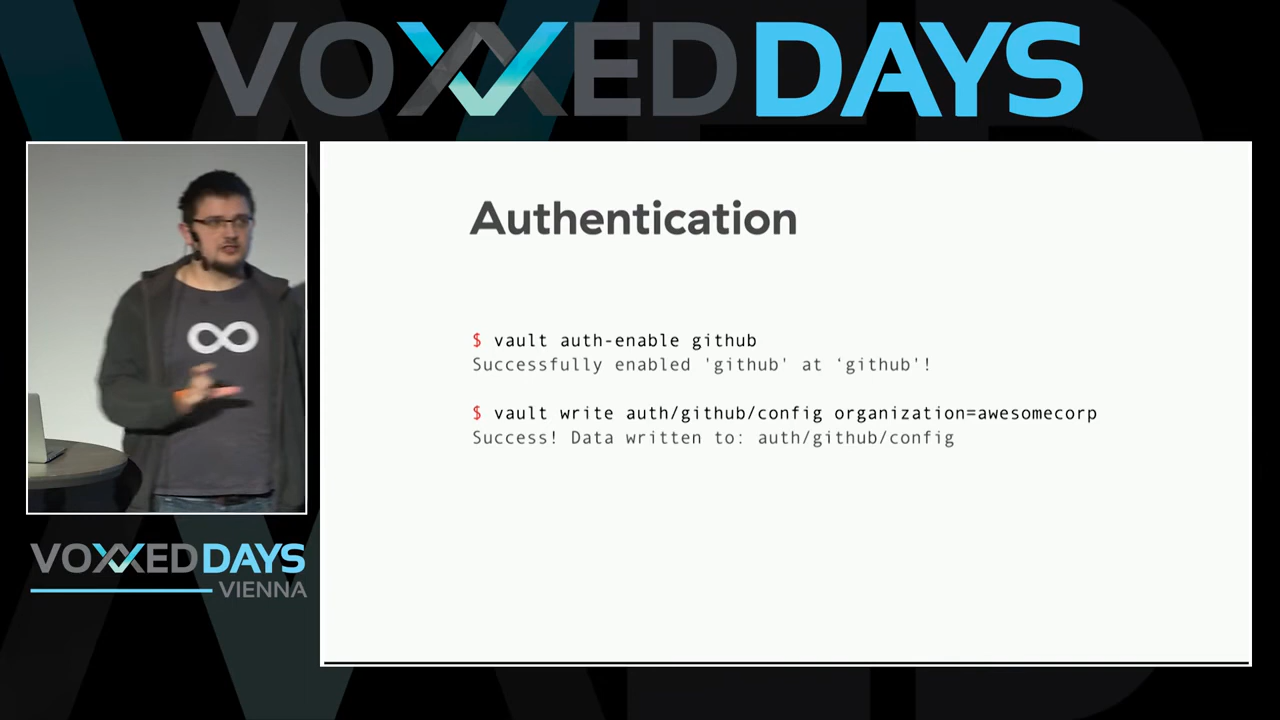 VOXXED DAYS
Authentication
$ vault auth-enable github
Successfully enabled 'github' at ‘github'!
$ vault write auth/github/config organization=awesomecorp
Success! Data written to: auth/github/config
VOXXED DAYS
VIENNA